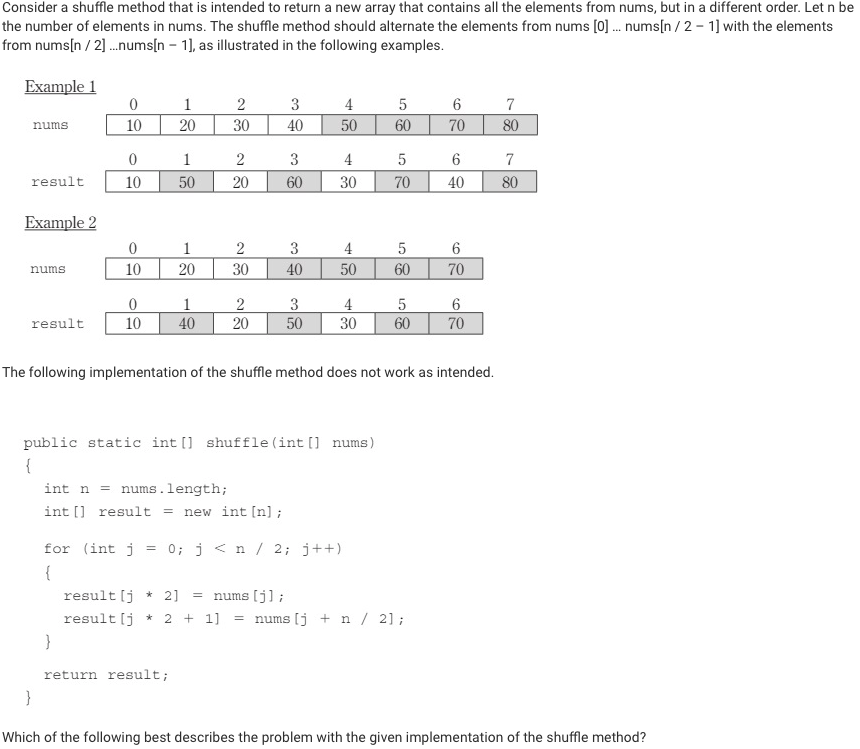 Consider a shuffle method that is intended to return a new array that contains all the elements from nums, but in a different order. Let n be
the number of elements in nums. The shuffle method should alternate the elements from nums [0] ... nums[n / 2 − 1] with the elements
from nums[n / 2] ...nums[n − 1], as illustrated in the following examples.
Example 1
0 1 2 3 4 5 6 7
nums 10 20 30 40 50 60 70 80
0 1 2 3 4 5 6 7
result 10 50 20 60 30 70 40 80
Example 2
0 1 2 3 4 5 6
nums 10 20 30 40 50 60 70
0 1 2 3 4 5 6
result 10 40 20 50 30 60 70
The following implementation of the shuffle method does not work as intended.
public static int[] shuffle(int[] nums)
{
int n = nums.length;
int[] result = new int[n];
for (int j = 0; j < n / 2; j++)
{
result[j * 2] = nums[j];
result[j * 2 + 1] = nums[j + n / 2];
}
return result;
}
Which of the following best describes the problem with the given implementation of the shuffle method?